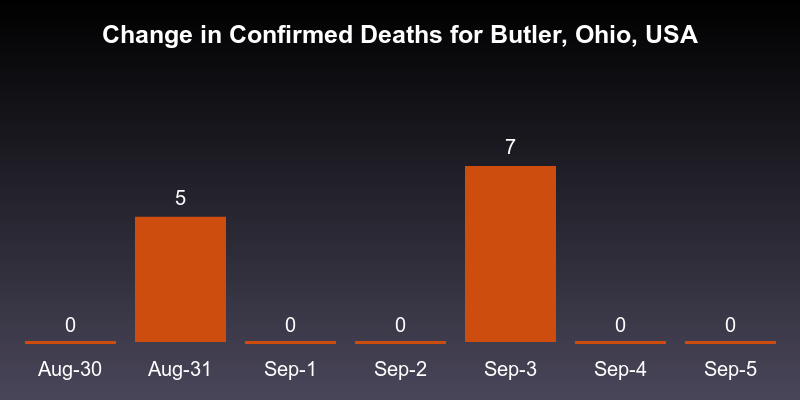 Change in Confirmed Deaths for Butler, Ohio, USA
7
5
0 0 0 0 0
Aug-30 Aug-31 Sep-1 Sep-2 Sep-3 Sep-4 Sep-5